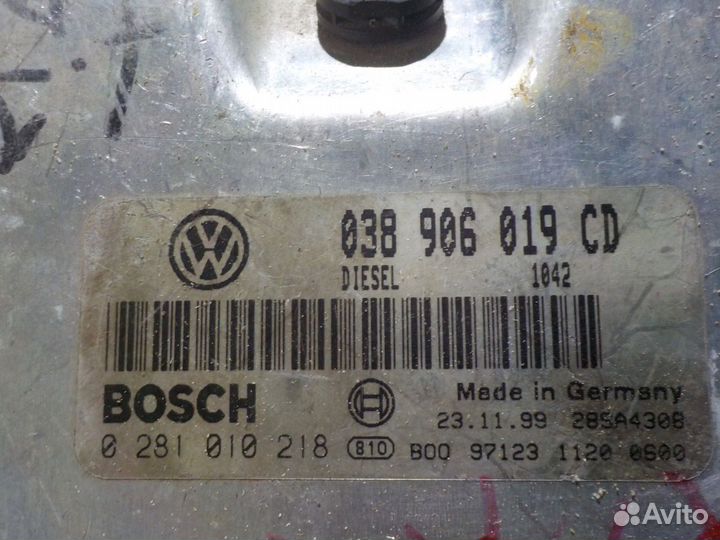 038 906 019 CD
DIESEL 1042
BOSCH
Made in Germany
23.11.99 28SA4308
0 281 010 218 810 B00 97123 1120 0600
Avito